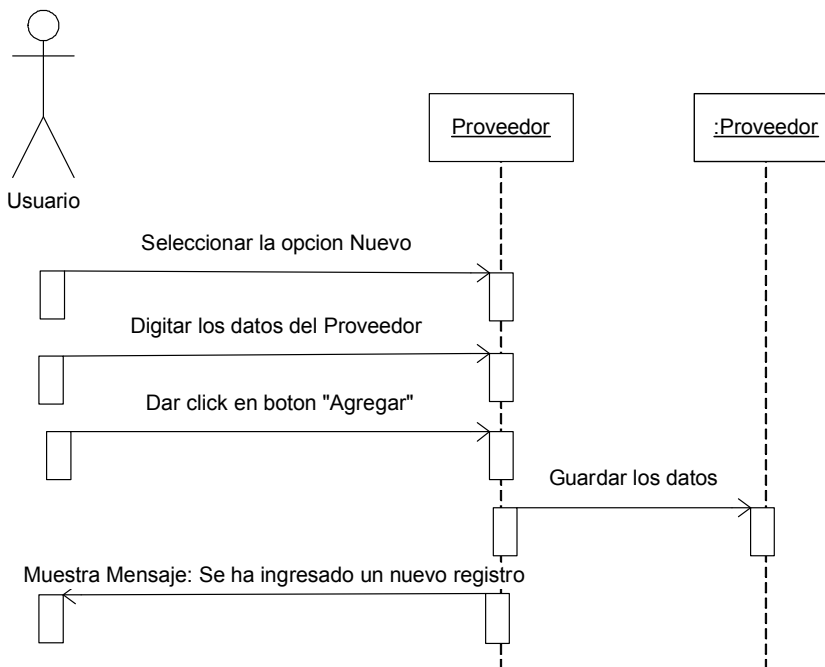 Proveedor
:Proveedor
Usuario
Seleccionar la opcion Nuevo
Digitar los datos del Proveedor
Dar click en boton "Agregar"
Guardar los datos
Muestra Mensaje: Se ha ingresado un nuevo registro